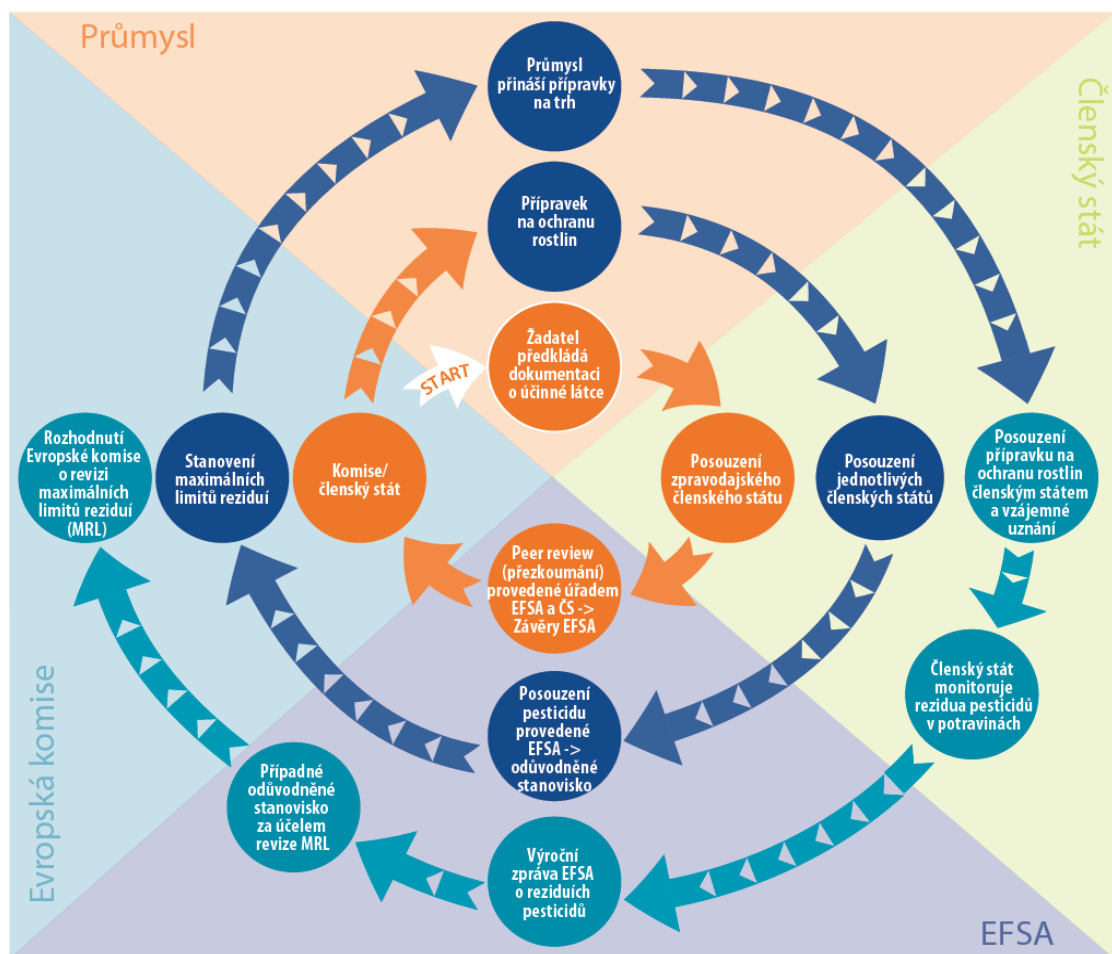 Průmysl
Průmysl
přináší přípravky
na trh
Členský stát
Přípravek
na ochranu
rostlin
START
Žadatel
předkládá
dokumentaci
o účinné látce
Rozhodnutí
Evropské komise
o revizi
maximálních
limitů reziduí
(MRL)
Stanovení
maximálních
limitů reziduí
Komise/
členský stát
Posouzení
zpravodajského
členského státu
Posouzení
jednotlivých
členských států
Posouzení
přípravku na
ochranu rostlin
členským státem
a vzájemné
uznání
Peer review
(přezkoumání)
provedené úřadem
EFSA a ČS ->
Závěry EFSA
Členský stát
monitoruje
rezidua pesticidů
v potravinách
Posouzení
pesticidu
provedené
EFSA ->
odůvodněné
stanovisko
Případné
odůvodněné
stanovisko
za účelem
revize MRL
Výroční
zpráva EFSA
o reziduích
pesticidů
Evropská komise
EFSA